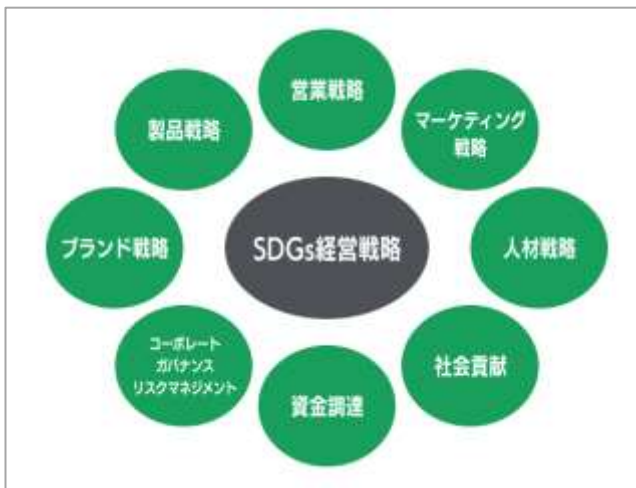 営業戦略
マーケティング
戦略
人材戦略
社会貢献
資金調達
コーポレート
ガバナンス
リスクマネジメント
ブランド戦略
製品戦略
SDGs経営戦略